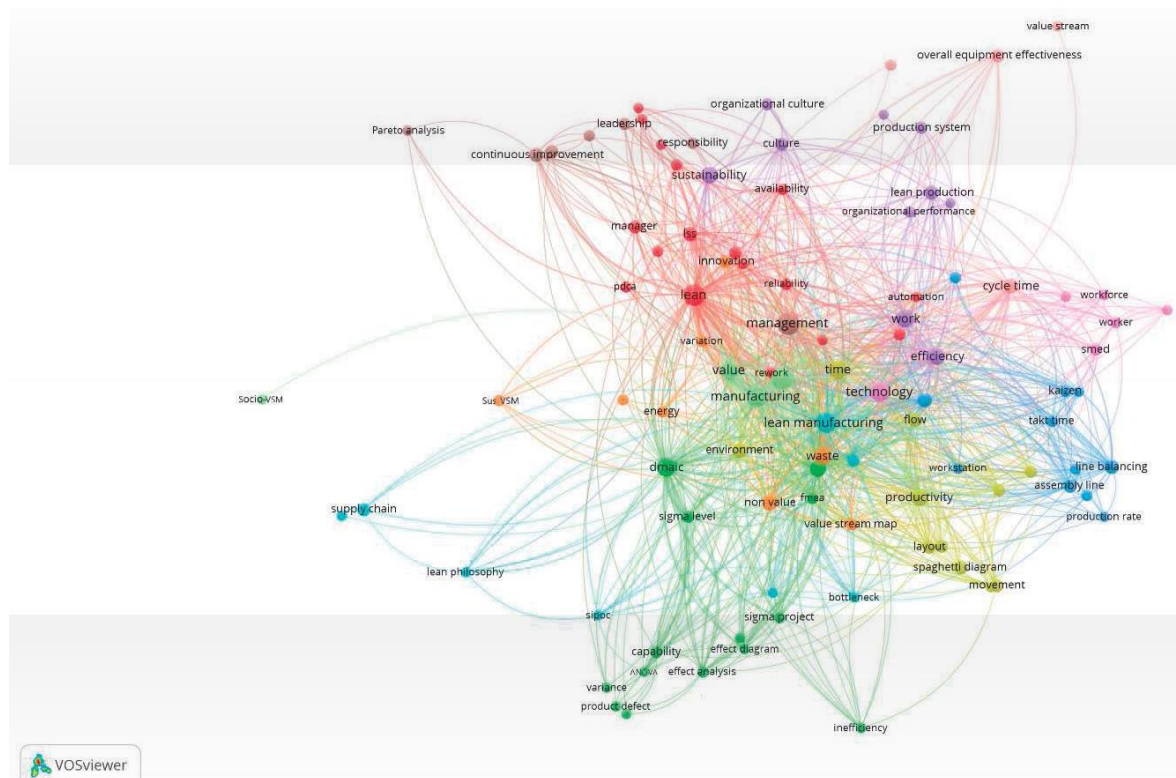 value stream
overall equipment effectiveness
organizational culture
leadership
production system
Pareto analysis
responsibility
culture
continuous improvement
sustainability
availability
lean production
organizational performance
manager
lss
innovation
reliability
pdca
lean
cycle time
automation
workforce
management
work
worker
variation
smed
efficiency
value
rework
time
kaizen
manufacturing
technology
Socio-VSM
Sus VSM
energy
lean manufacturing
flow
takt time
environment
waste
dmaic
workstation
line balancing
assembly line
non value
fmea
productivity
supply chain
sigma level
value stream map
production rate
layout
spaghetti diagram
lean philosophy
movement
bottleneck
sipoc
sigma project
capability
effect diagram
ANOVA
effect analysis
variance
product defect
inefficiency
VOSviewer